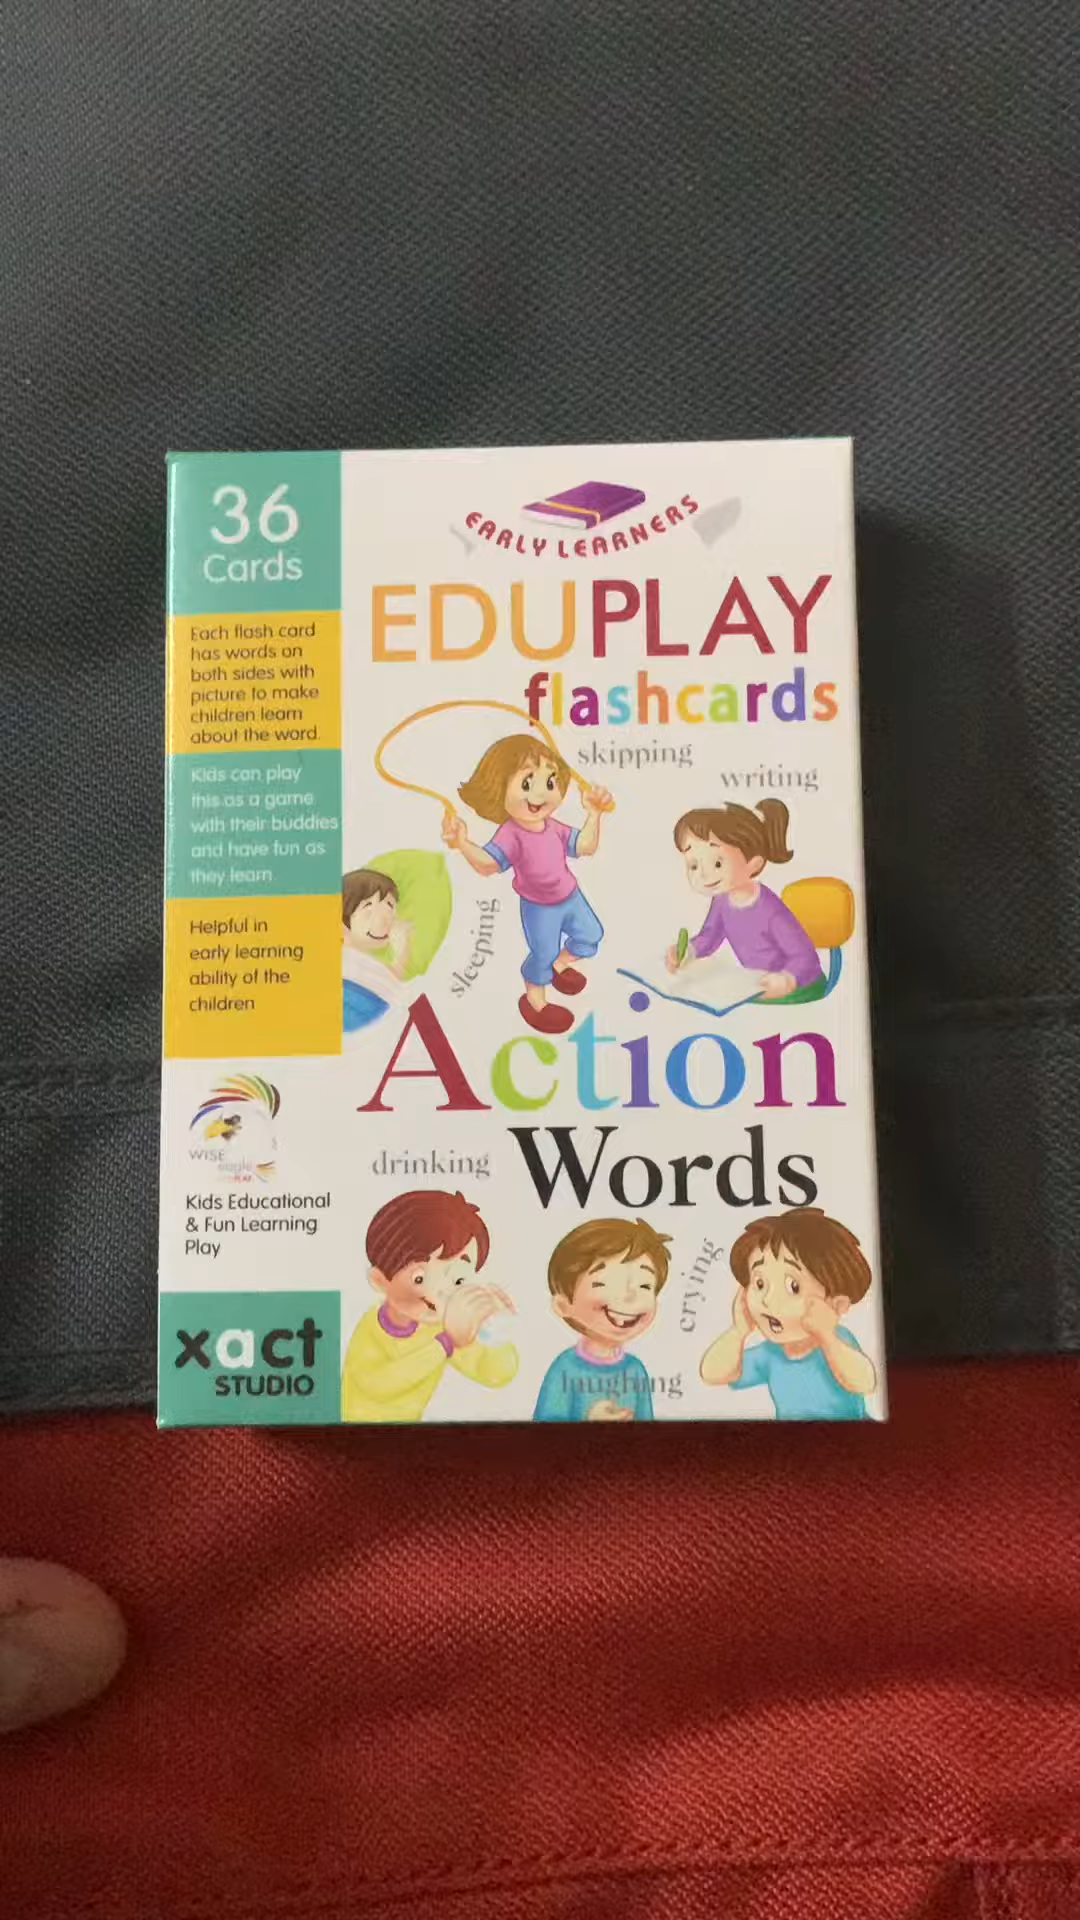 36
Cards
Each flash card
has words on
both sides with
picture to make
children learn
about the word.
Kids can play
this as a game
with their buddies
and have fun as
they learn
Helpful in
early learning
ability of the
children
WISE
eagle
PLAY
Kids Educational
& Fun Learning
Play
xact
STUDIO
EARLY LEARNERS
EDUPLAY
flashcards
skipping
writing
sleeping
Action
Words
drinking
crying
laughing